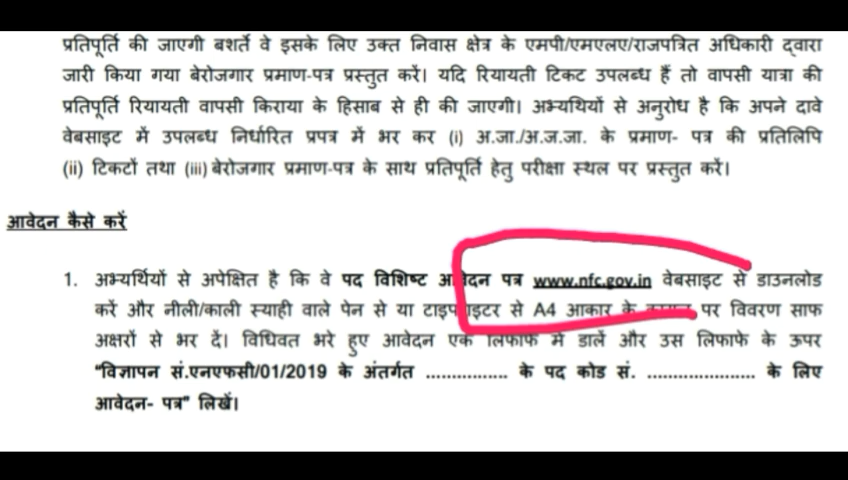 प्रतिपूर्ति की जाएगी बशर्ते वे इसके लिए उक्त निवास क्षेत्र के एमपी/एमएलए/राजपत्रित अधिकारी द्वारा
जारी किया गया बेरोजगार प्रमाण-पत्र प्रस्तुत करें। यदि रियायती टिकट उपलब्ध हैं तो वापसी यात्रा की
प्रतिपूर्ति रियायती वापसी किराया के हिसाब से ही की जाएगी। अभ्यथियों से अनुरोध है कि अपने दावे
वेबसाइट में उपलब्ध निर्धारित प्रपत्र में भर कर (i) अ.जा./अ.ज.जा. के प्रमाण- पत्र की प्रतिलिपि
(ii) टिकटों तथा (iii) बेरोजगार प्रमाण-पत्र के साथ प्रतिपूर्ति हेतु परीक्षा स्थल पर प्रस्तुत करें।
आवेदन कैसे करें
1. अभ्यर्थियों से अपेक्षित है कि वे पद विशिष्ट आवेदन पत्र www.nfc.gov.in वेबसाइट से डाउनलोड
करें और नीली/काली स्याही वाले पेन से या टाइपराइटर से A4 आकार के पर विवरण साफ
अक्षरों से भर दें। विधिवत भरे हुए आवेदन एक लिफाफे में डालें और उस लिफाफे के ऊपर
"विज्ञापन सं.एनएफसी/01/2019 के अंतर्गत ................ के पद कोड सं. ..................... के लिए
आवेदन- पत्र" लिखें।